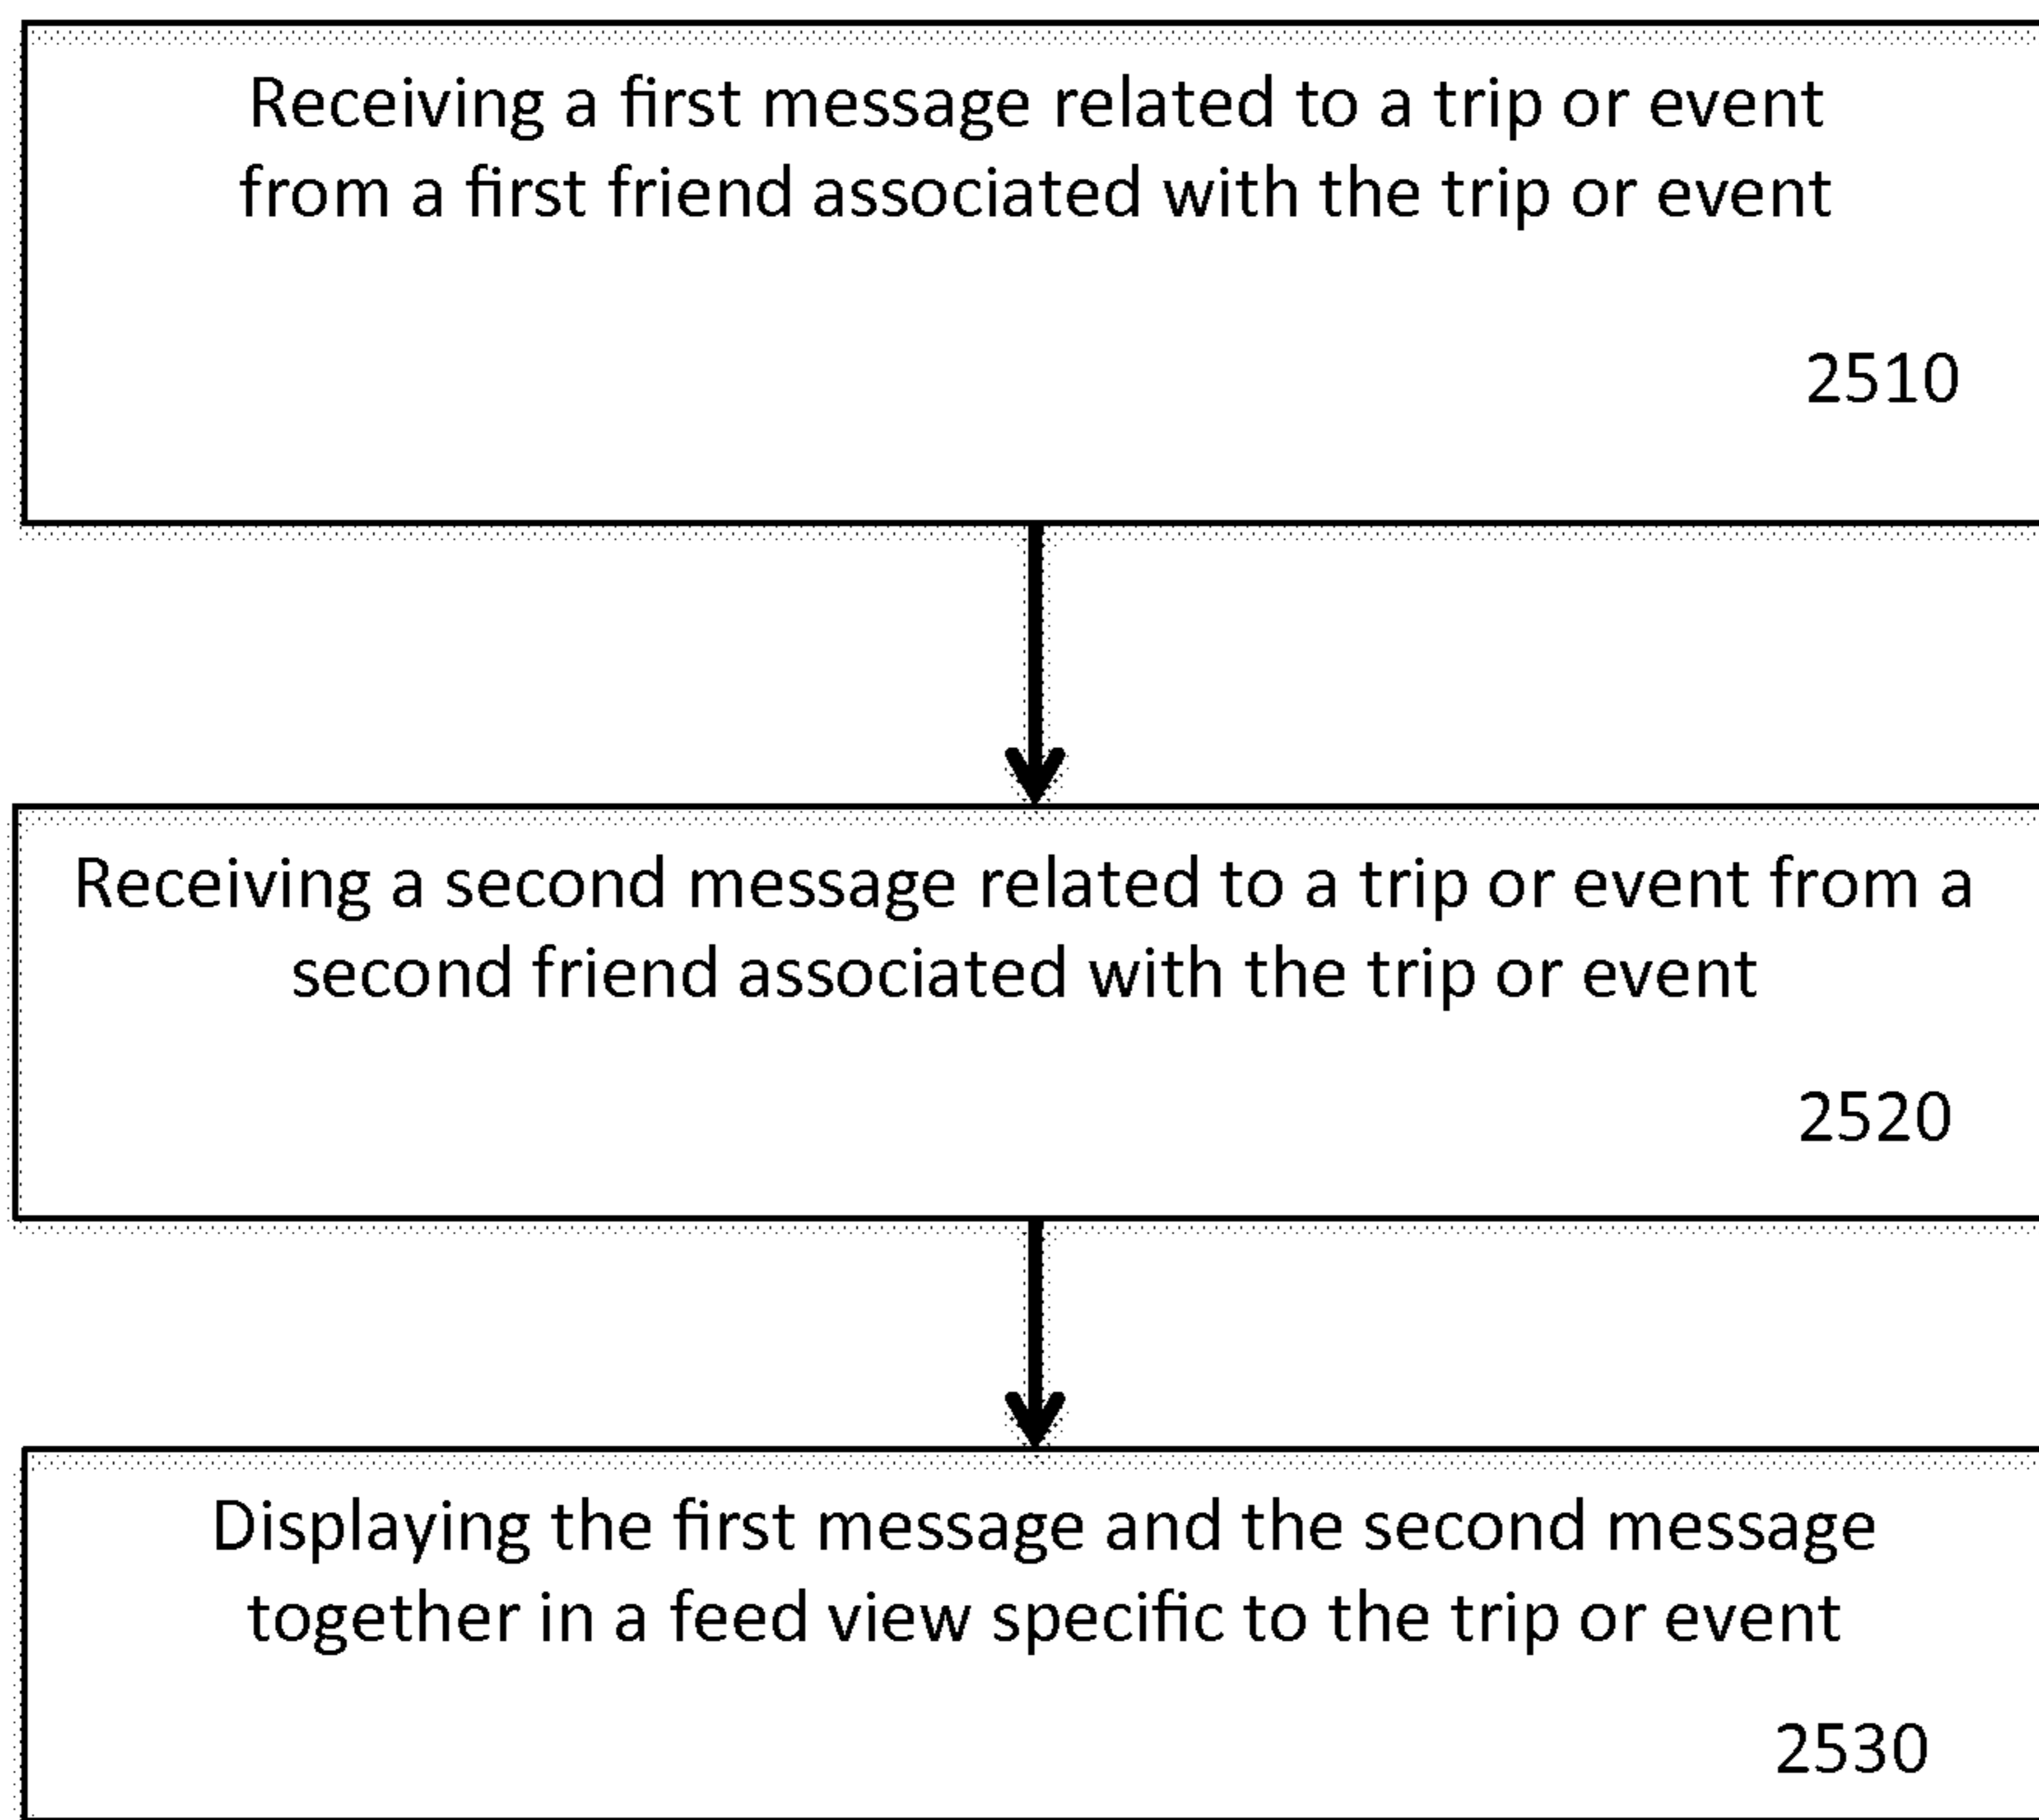 Receiving a first message related to a trip or event
from a first friend associated with the trip or event
2510
Receiving a second message related to a trip or event from a
second friend associated with the trip or event
2520
Displaying the first message and the second message
together in a feed view specific to the trip or event
2530